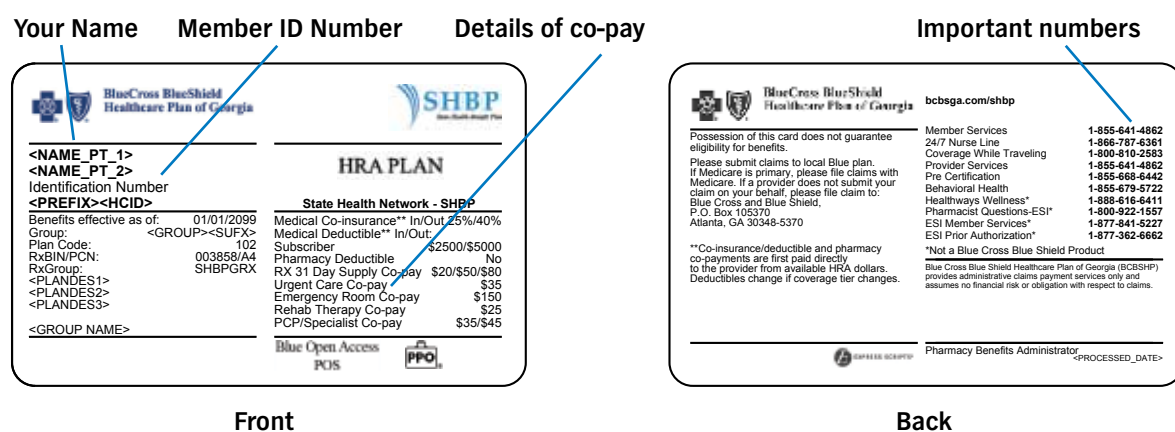 Your Name
Member ID Number
Details of co-pay
Important numbers
BlueCross BlueShield
Healthcare Plan of Georgia
SHBP
<NAME_PT_1>
<NAME_PT_2>
Identification Number
<PREFIX><HCID>
Benefits effective as of: 01/01/2099
Group: <GROUP><SUFX>
Plan Code: 102
RxBIN/PCN: 003858/A4
RxGroup: SHBPGRX
<PLANDES1>
<PLANDES2>
<PLANDES3>
<GROUP NAME>
HRA PLAN
State Health Network - SHBP
Medical Co-insurance** In/Out 25%/40%
Medical Deductible** In/Out:
Subscriber $2500/$5000
Pharmacy Deductible No
RX 31 Day Supply Co-pay $20/$50/$80
Urgent Care Co-pay $35
Emergency Room Co-pay $150
Rehab Therapy Co-pay $25
PCP/Specialist Co-pay $35/$45
Blue Open Access
POS
PPO
BlueCross BlueShield
Healthcare Plan of Georgia
Possession of this card does not guarantee
eligibility for benefits.
Please submit claims to local Blue plan.
If Medicare is primary, please file claims with
Medicare. If a provider does not submit your
claim on your behalf, please file claim to:
Blue Cross and Blue Shield,
P.O. Box 105370
Atlanta, GA 30348-5370
**Co-insurance/deductible and pharmacy
co-payments are first paid directly
to the provider from available HRA dollars.
Deductibles change if coverage tier changes.
EXPRESS SCRIPTS
bcbsga.com/shbp
Member Services 1-855-641-4862
24/7 Nurse Line 1-866-787-6361
Coverage While Traveling 1-800-810-2583
Provider Services 1-855-641-4862
Pre Certification 1-855-668-6442
Behavioral Health 1-855-679-5722
Healthways Wellness* 1-888-616-6411
Pharmacist Questions-ESI* 1-800-922-1557
ESI Member Services* 1-877-841-5227
ESI Prior Authorization* 1-877-362-6662
*Not a Blue Cross Blue Shield Product
Blue Cross Blue Shield Healthcare Plan of Georgia (BCBSHP)
provides administrative claims payment services only and
assumes no financial risk or obligation with respect to claims.
Pharmacy Benefits Administrator
<PROCESSED_DATE>
Front
Back